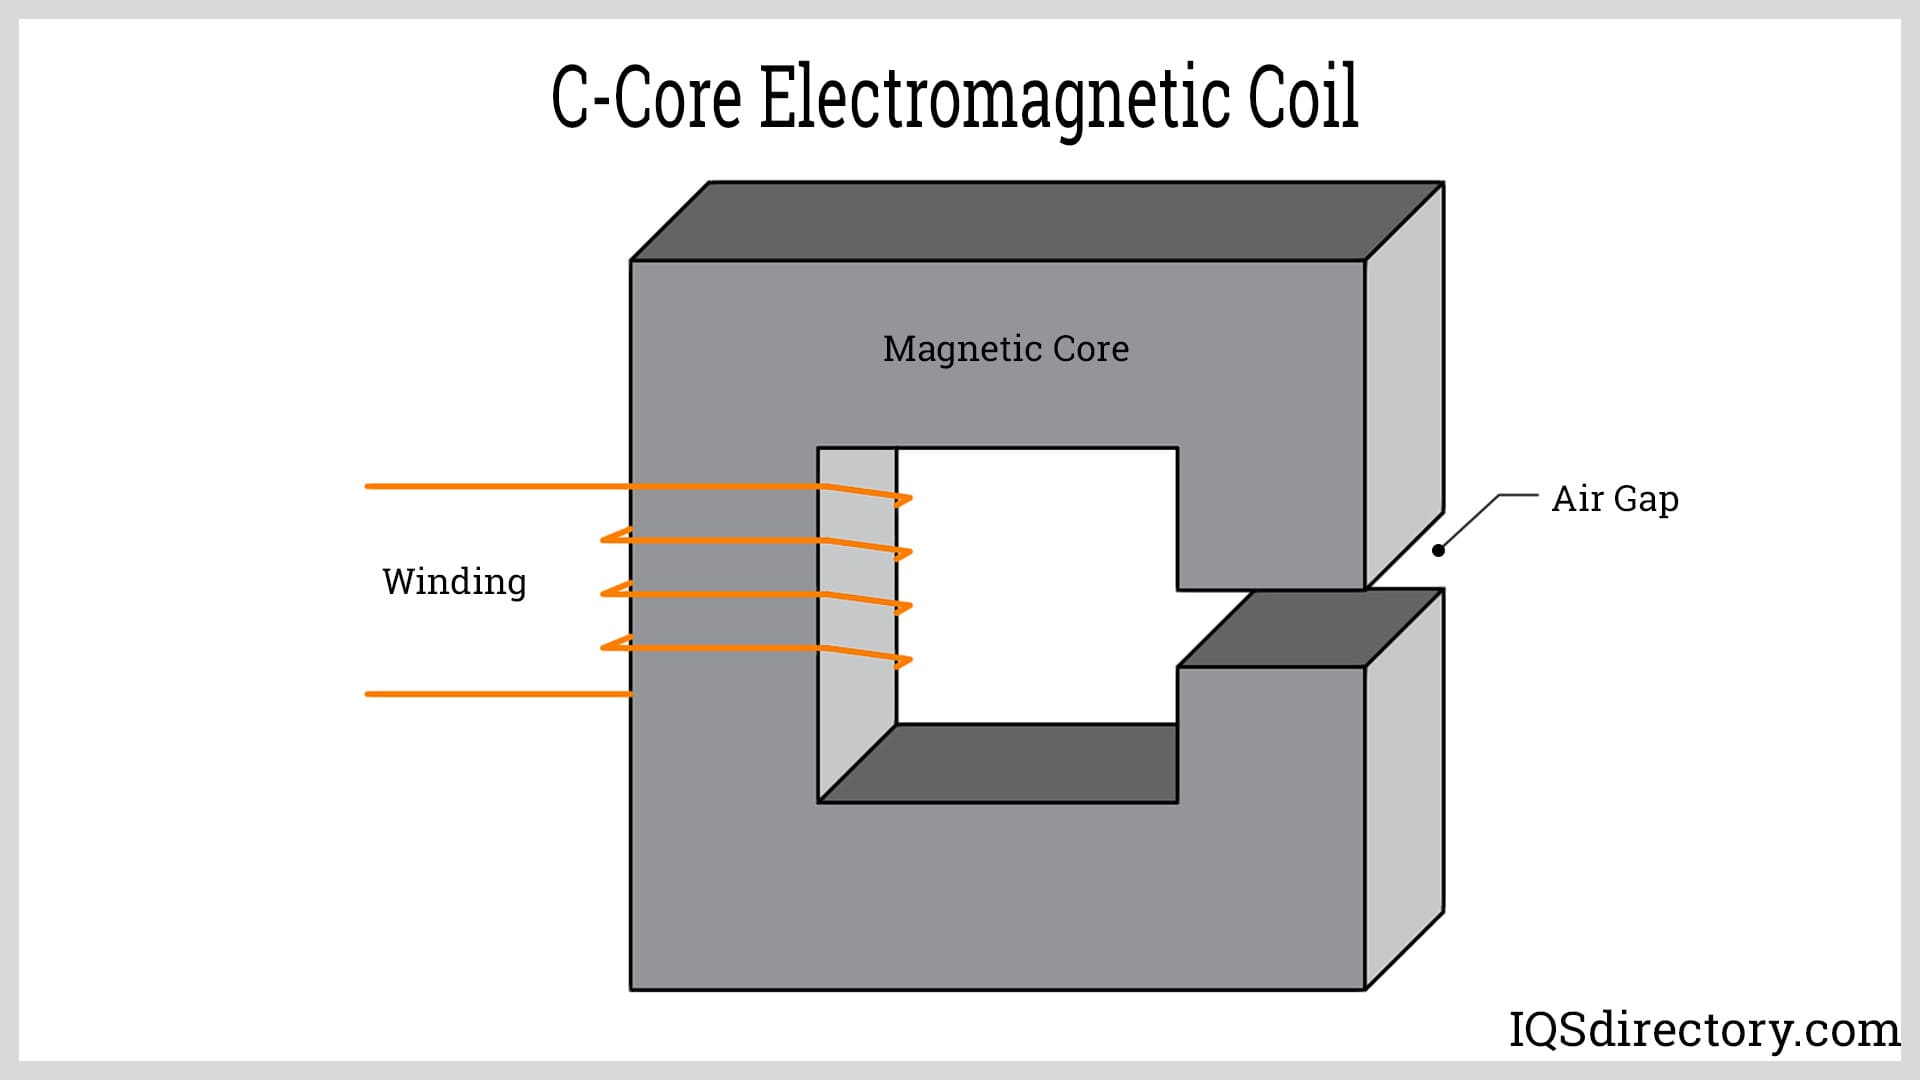 C-Core Electromagnetic Coil
Magnetic Core
Air Gap
Winding
IQSdirectory.com